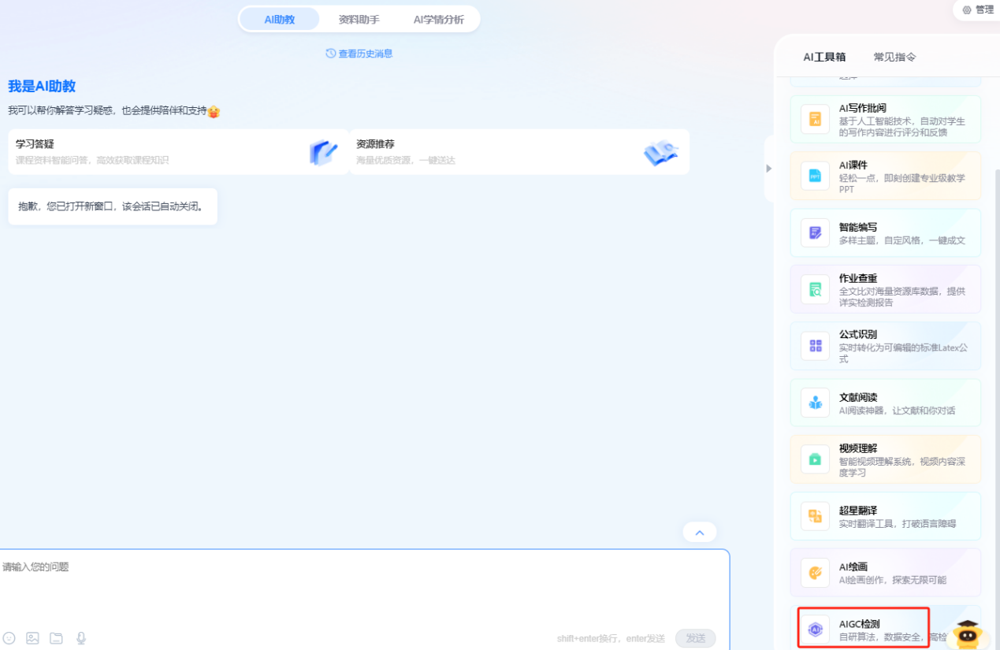 AI助教
资料助手
AI学情分析
管理
查看历史消息
我是AI助教
我可以帮你解答学习疑惑，也会提供陪伴和支持
学习答疑
课程资料智能问答，高效获取课程知识
资源推荐
海量优质资源，一键送达
抱歉，您已打开新窗口，该会话已自动关闭。
请输入您的问题
shift+enter换行，enter发送
发送
AI工具箱
常见指令
AI写作批阅
基于人工智能技术，自动对学生
的写作内容进行评分和反馈
AI课件
轻松一点，即刻创建专业级教学
PPT
智能编写
多样主题，自定风格，一键成文
作业查重
全文比对海量资源库数据，提供
详实检测报告
公式识别
实时转化为可编辑的标准Latex公
式
文献阅读
AI阅读神器，让文献和你对话
视频理解
智能视频理解系统，视频内容深
度学习
超星翻译
实时翻译工具，打破语言障碍
AI绘画
AI绘画创作，探索无限可能
AIGC检测
自研算法，数据安全，高检